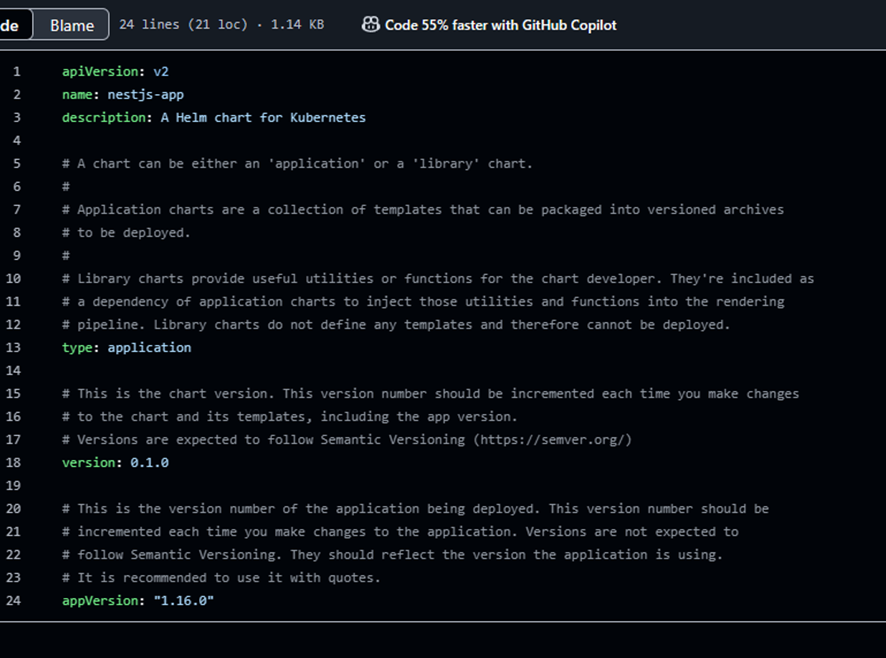 de Blame 24 lines (21 loc) · 1.14 KB Code 55% faster with GitHub Copilot
1 apiVersion: v2
2 name: nestjs-app
3 description: A Helm chart for Kubernetes
4
5 # A chart can be either an 'application' or a 'library' chart.
6 #
7 # Application charts are a collection of templates that can be packaged into versioned archives
8 # to be deployed.
9 #
10 # Library charts provide useful utilities or functions for the chart developer. They're included as
11 # a dependency of application charts to inject those utilities and functions into the rendering
12 # pipeline. Library charts do not define any templates and therefore cannot be deployed.
13 type: application
14
15 # This is the chart version. This version number should be incremented each time you make changes
16 # to the chart and its templates, including the app version.
17 # Versions are expected to follow Semantic Versioning (https://semver.org/)
18 version: 0.1.0
19
20 # This is the version number of the application being deployed. This version number should be
21 # incremented each time you make changes to the application. Versions are not expected to
22 # follow Semantic Versioning. They should reflect the version the application is using.
23 # It is recommended to use it with quotes.
24 appVersion: "1.16.0"